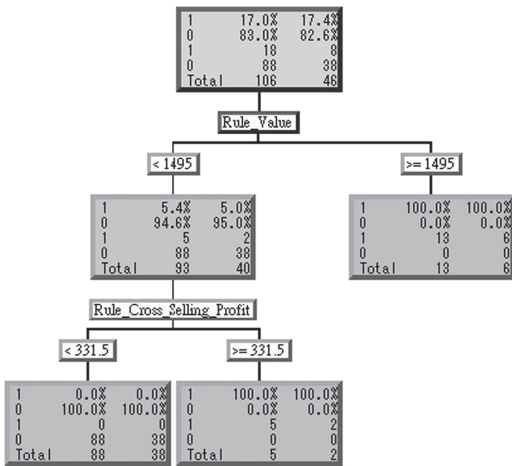 1 17.0% 17.4%
0 83.0% 82.6%
1 18 8
0 88 38
Total 106 46
Rule_Value
< 1495
>= 1495
1 5.4% 5.0%
0 94.6% 95.0%
1 5 2
0 88 38
Total 93 40
1 100.0% 100.0%
0 0.0% 0.0%
1 13 6
0 0 0
Total 13 6
Rule_Cross_Selling_Profit
< 331.5
>= 331.5
1 0.0% 0.0%
0 100.0% 100.0%
1 0 0
0 88 38
Total 88 38
1 100.0% 100.0%
0 0.0% 0.0%
1 5 2
0 0 0
Total 5 2